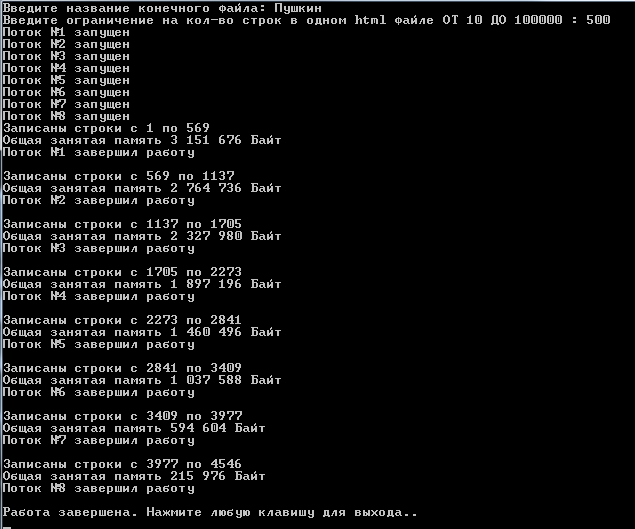 Введите название конечного файла: Пушкин
Введите ограничение на кол-во строк в одном html файле ОТ 10 ДО 100000 : 500
Поток №1 запущен
Поток №2 запущен
Поток №3 запущен
Поток №4 запущен
Поток №5 запущен
Поток №6 запущен
Поток №7 запущен
Поток №8 запущен
Записаны строки с 1 по 569
Общая занятая память 3 151 676 Байт
Поток №1 завершил работу
Записаны строки с 569 по 1137
Общая занятая память 2 764 736 Байт
Поток №2 завершил работу
Записаны строки с 1137 по 1705
Общая занятая память 2 327 980 Байт
Поток №3 завершил работу
Записаны строки с 1705 по 2273
Общая занятая память 1 897 196 Байт
Поток №4 завершил работу
Записаны строки с 2273 по 2841
Общая занятая память 1 460 496 Байт
Поток №5 завершил работу
Записаны строки с 2841 по 3409
Общая занятая память 1 037 588 Байт
Поток №6 завершил работу
Записаны строки с 3409 по 3977
Общая занятая память 594 604 Байт
Поток №7 завершил работу
Записаны строки с 3977 по 4546
Общая занятая память 215 976 Байт
Поток №8 завершил работу
Работа завершена. Нажмите любую клавишу для выхода..